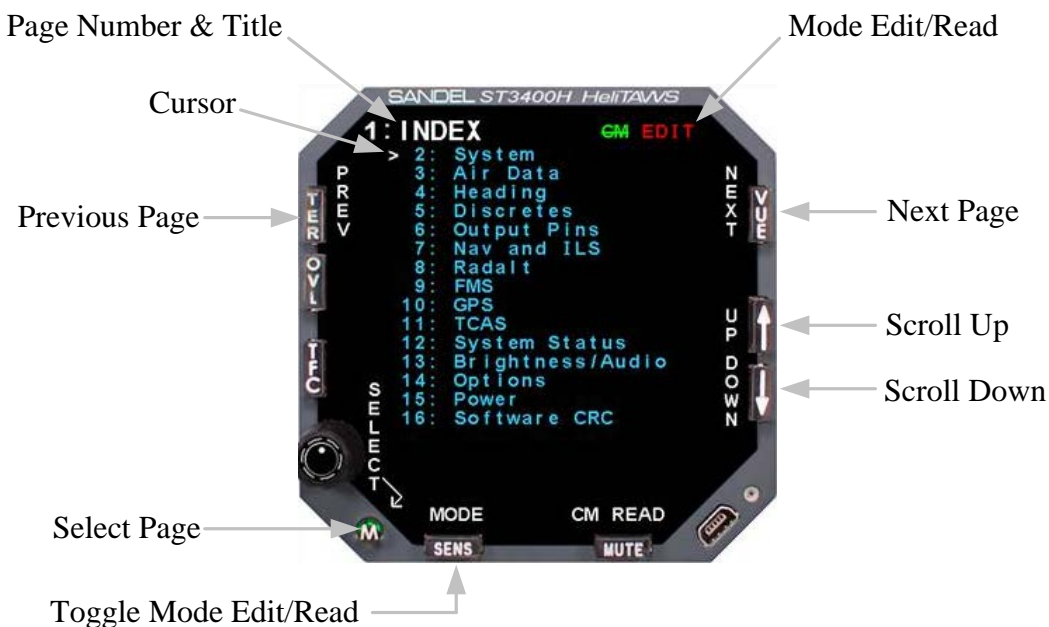 Page Number & Title
Mode Edit/Read
Cursor
SANDEL ST3400H HeliTAWS
1: INDEX
CM EDIT
> 2: System
3: Air Data
4: Heading
5: Discretes
6: Output Pins
7: Nav and ILS
8: Radalt
9: FMS
10: GPS
11: TCAS
12: System Status
13: Brightness/Audio
14: Options
15: Power
16: Software CRC
PREV
NEXT
TER
VUE
Previous Page
Next Page
OVL
UP
Scroll Up
TFC
DOWN
Scroll Down
SELECT
MODE
CM READ
Select Page
M
SENS
MUTE
Toggle Mode Edit/Read